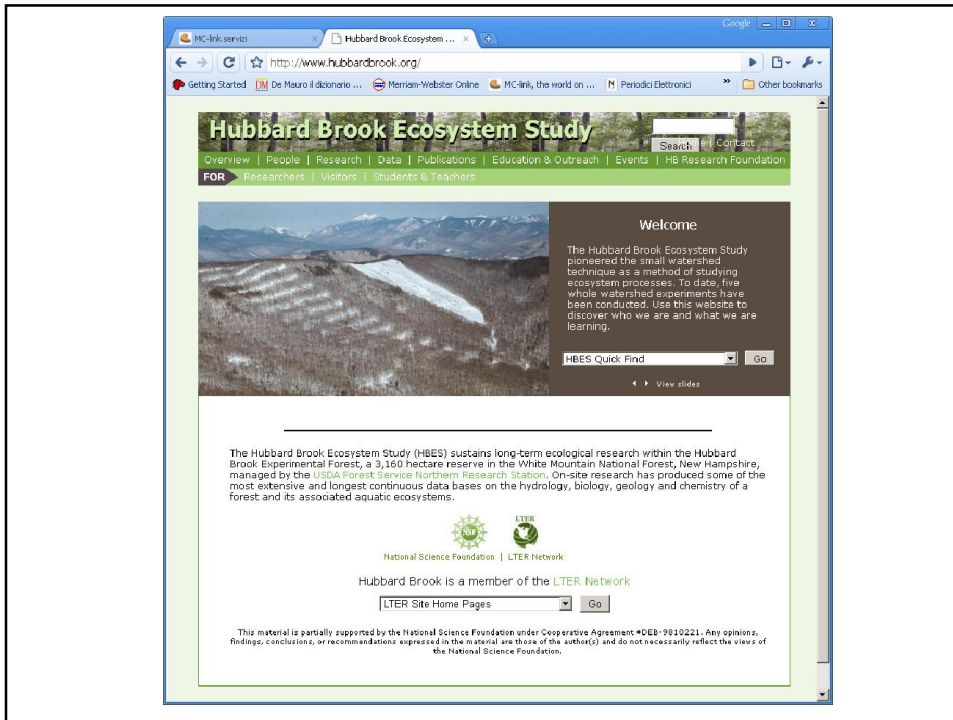 Google
MC-link servizi
Hubbard Brook Ecosystem ...
http://www.hubbardbrook.org/
Getting Started DM De Mauro il dizionario ... Merriam-Webster Online MC-link, the world on ... N Periodici Elettronici » Other bookmarks
Hubbard Brook Ecosystem Study
Search | Contact
Overview | People | Research | Data | Publications | Education & Outreach | Events | HB Research Foundation
FOR Researchers | Visitors | Students & Teachers
Welcome
The Hubbard Brook Ecosystem Study
pioneered the small watershed
technique as a method of studying
ecosystem processes. To date, five
whole watershed experiments have
been conducted. Use this website to
discover who we are and what we are
learning.
HBES Quick Find Go
View slides
The Hubbard Brook Ecosystem Study (HBES) sustains long-term ecological research within the Hubbard
Brook Experimental Forest, a 3,160 hectare reserve in the White Mountain National Forest, New Hampshire,
managed by the USDA Forest Service Northern Research Station. On-site research has produced some of the
most extensive and longest continuous data bases on the hydrology, biology, geology and chemistry of a
forest and its associated aquatic ecosystems.
NSF LTER
National Science Foundation | LTER Network
Hubbard Brook is a member of the LTER Network
LTER Site Home Pages Go
This material is partially supported by the National Science Foundation under Cooperative Agreement #DEB-9810221. Any opinions,
findings, conclusions, or recommendations expressed in the material are those of the author(s) and do not necessarily reflect the views of
the National Science Foundation.